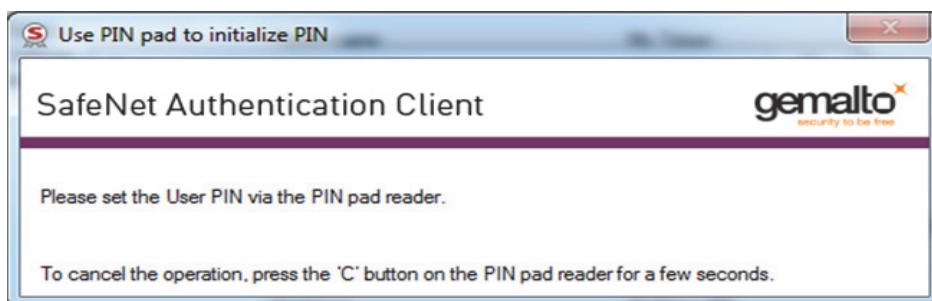 Use PIN pad to initialize PIN
SafeNet Authentication Client
gemalto
security to be free
Please set the User PIN via the PIN pad reader.
To cancel the operation, press the 'C' button on the PIN pad reader for a few seconds.